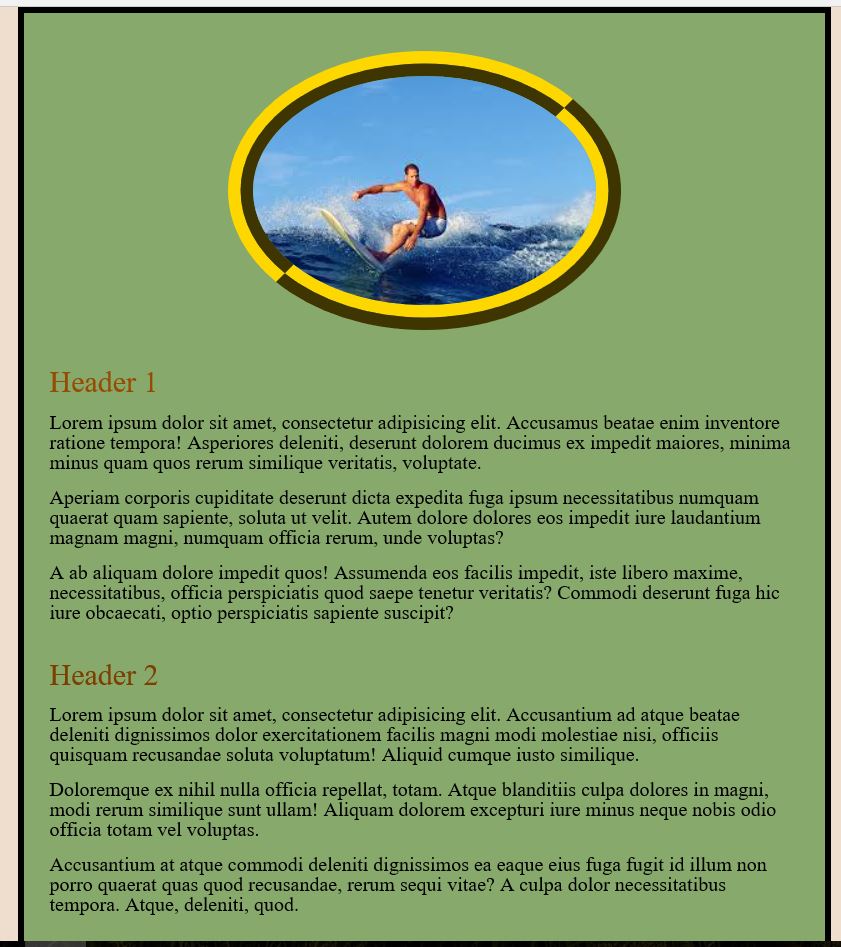 Header 1
Lorem ipsum dolor sit amet, consectetur adipisicing elit. Accusamus beatae enim inventore
ratione tempora! Asperiores deleniti, deserunt dolorem ducimus ex impedit maiores, minima
minus quam quos rerum similique veritatis, voluptate.
Aperiam corporis cupiditate deserunt dicta expedita fuga ipsum necessitatibus numquam
quaerat quam sapiente, soluta ut velit. Autem dolore dolores eos impedit iure laudantium
magnam magni, numquam officia rerum, unde voluptas?
A ab aliquam dolore impedit quos! Assumenda eos facilis impedit, iste libero maxime,
necessitatibus, officia perspiciatis quod saepe tenetur veritatis? Commodi deserunt fuga hic
iure obcaecati, optio perspiciatis sapiente suscipit?
Header 2
Lorem ipsum dolor sit amet, consectetur adipisicing elit. Accusantium ad atque beatae
deleniti dignissimos dolor exercitationem facilis magni modi molestiae nisi, officiis
quisquam recusandae soluta voluptatum! Aliquid cumque iusto similique.
Doloremque ex nihil nulla officia repellat, totam. Atque blanditiis culpa dolores in magni,
modi rerum similique sunt ullam! Aliquam dolorem excepturi iure minus neque nobis odio
officia totam vel voluptas.
Accusantium at atque commodi deleniti dignissimos ea eaque eius fuga fugit id illum non
porro quaerat quas quod recusandae, rerum sequi vitae? A culpa dolor necessitatibus
tempora. Atque, deleniti, quod.